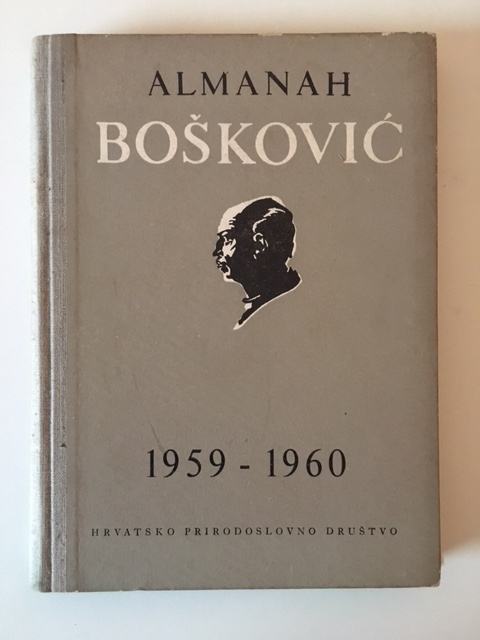 ALMANAH
BOŠKOVIĆ
1959 - 1960
HRVATSKO PRIRODOSLOVNO DRUŠTVO